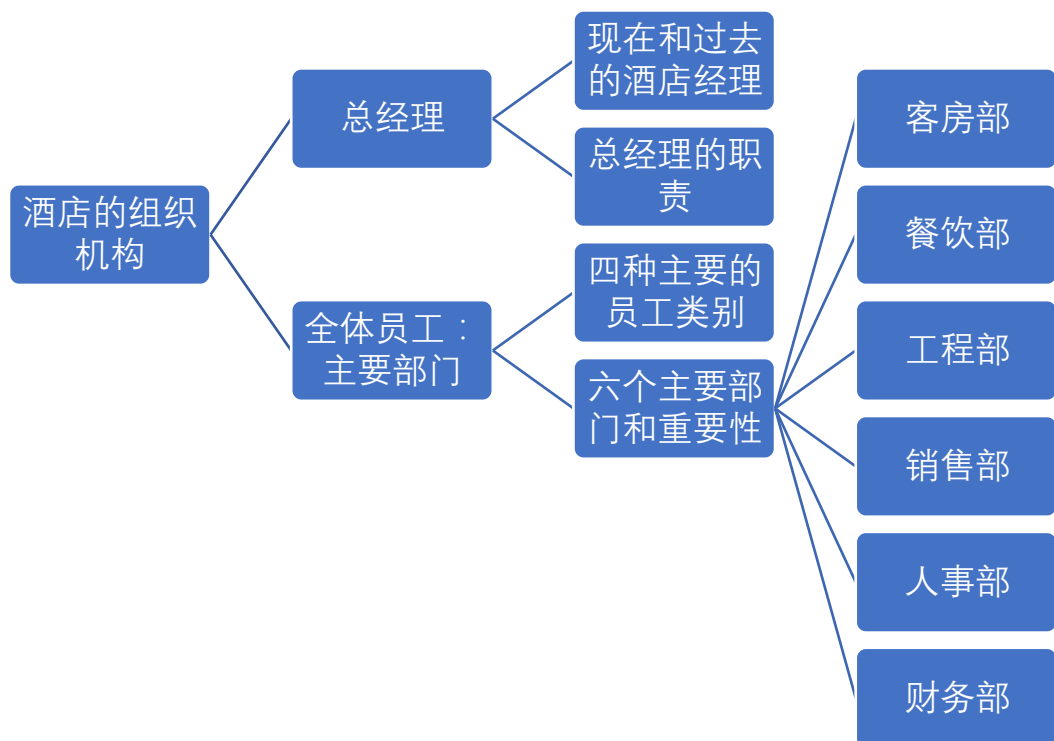 酒店的组织
机构
总经理
现在和过去
的酒店经理
总经理的职
责
全体员工：
主要部门
四种主要的
员工类别
六个主要部
门和重要性
客房部
餐饮部
工程部
销售部
人事部
财务部